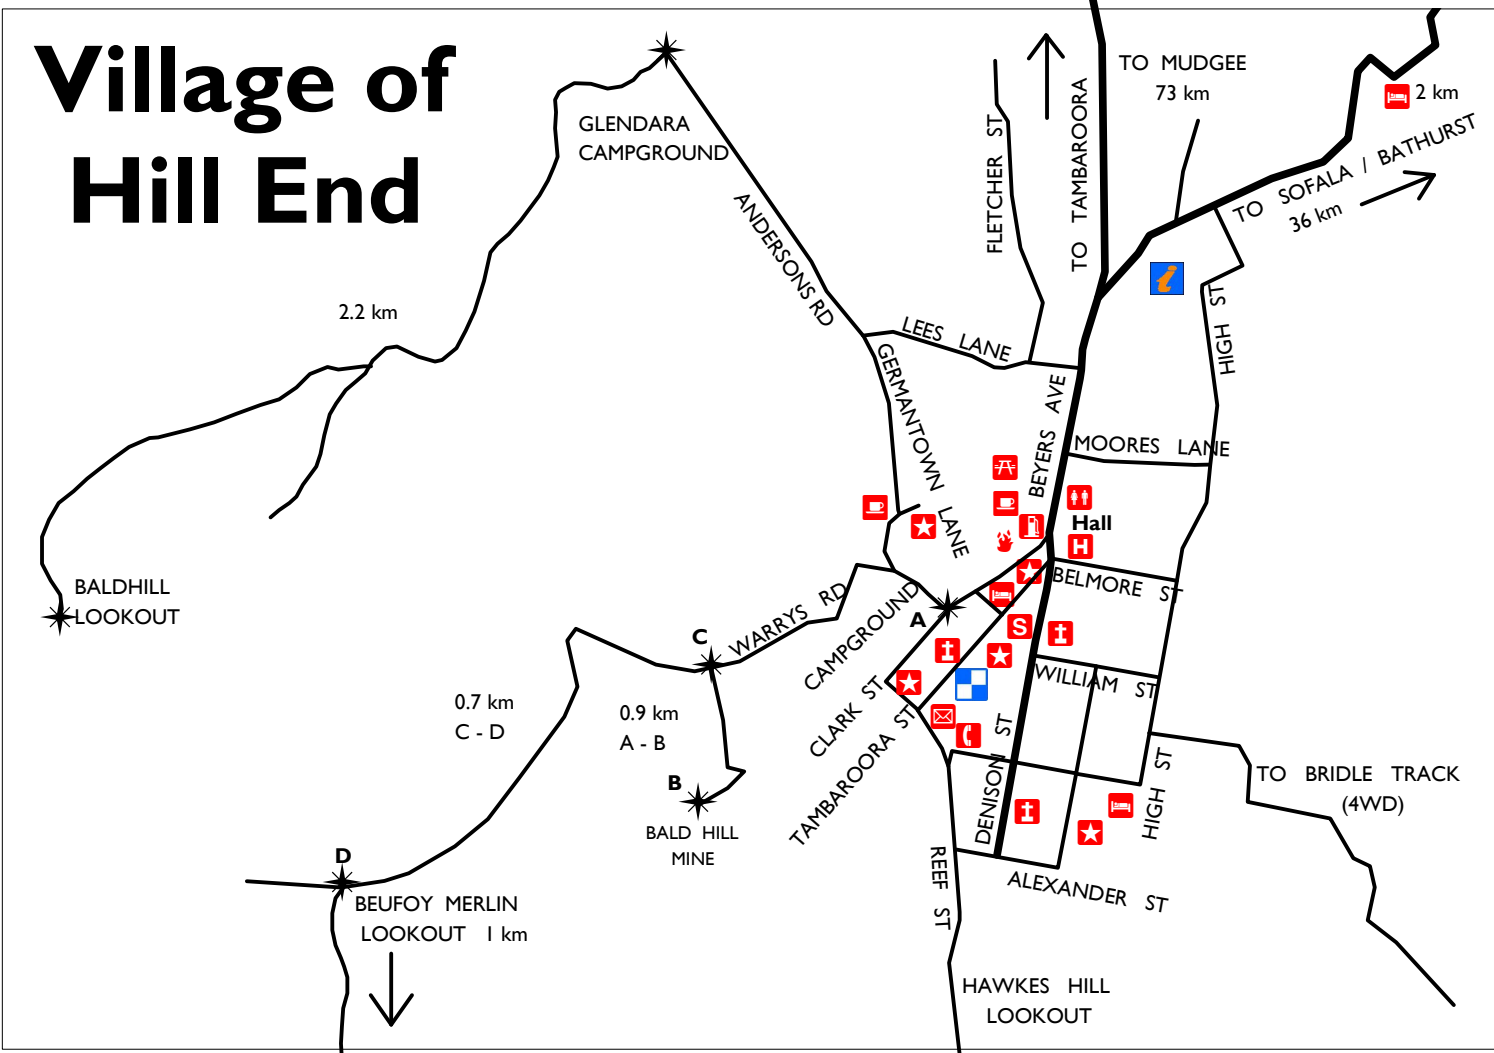 Village of
Hill End
GLENDARA
CAMPGROUND
ANDERSONS RD
FLETCHER ST
TO TAMBAROORA
TO MUDGEE
73 km
2 km
TO SOFALA / BATHURST
36 km
i
2.2 km
LEES LANE
HIGH ST
GERMANTOWN LANE
BEYERS AVE
MOORES LANE
Hall
H
BELMORE ST
BALDHILL
LOOKOUT
WARRYS RD
CAMPGROUND
A
S
C
WILLIAM ST
CLARK ST
TAMBAROORA ST
0.7 km
C - D
0.9 km
A - B
B
BALD HILL
MINE
DENISON ST
HIGH ST
TO BRIDLE TRACK
(4WD)
D
BEUFOY MERLIN
LOOKOUT 1 km
REEF ST
ALEXANDER ST
HAWKES HILL
LOOKOUT